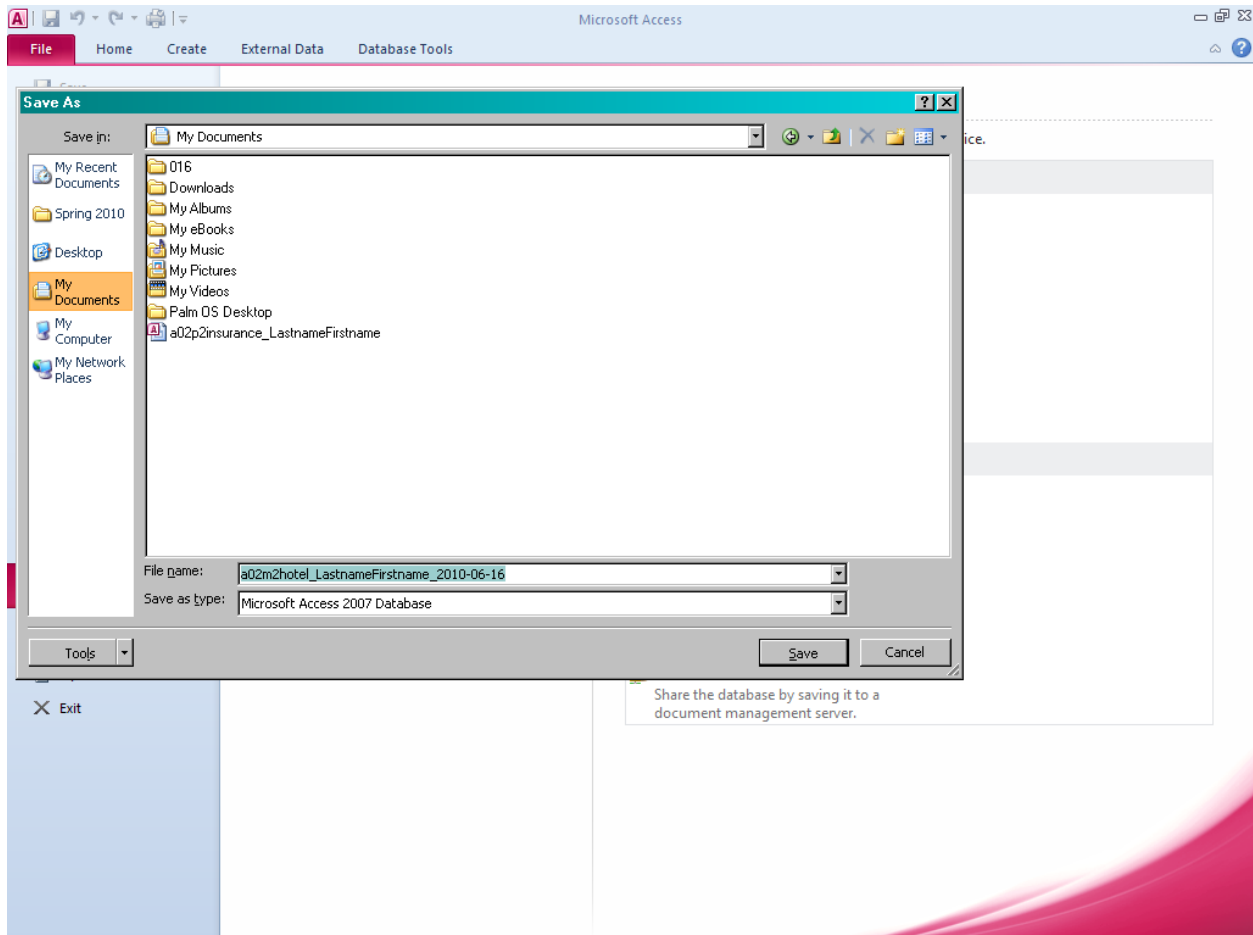 A
Microsoft Access
File Home Create External Data Database Tools
Save As
Save in: My Documents
ice.
My Recent Documents
Spring 2010
Desktop
My Documents
My Computer
My Network Places
016
Downloads
My Albums
My eBooks
My Music
My Pictures
My Videos
Palm OS Desktop
a02p2insurance_LastnameFirstname
File name: a02m2hotel_LastnameFirstname_2010-06-16
Save as type: Microsoft Access 2007 Database
Tools Save Cancel
Share the database by saving it to a
document management server.
Exit